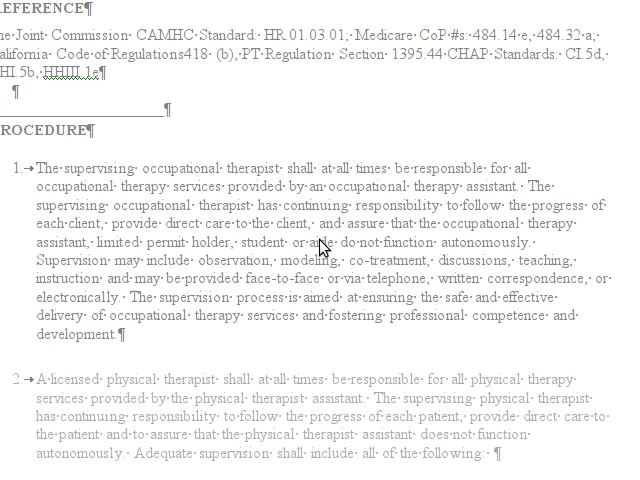 EFERENCE¶
he Joint Commission CAMHC Standard: HR.01.03.01; Medicare CoP #s: 484.14 e, 484.32 a;
alifornia Code of Regulations418 (b), PT Regulation Section 1395.44 CHAP Standards: CI.5d,
HI.5b, HHIII.1e¶
¶
¶
ROCEDURE¶
1.→The supervising occupational therapist shall at all times be responsible for all
occupational therapy services provided by an occupational therapy assistant. The
supervising occupational therapist has continuing responsibility to follow the progress of
each client, provide direct care to the client, and assure that the occupational therapy
assistant, limited permit holder, student or aide do not function autonomously.
Supervision may include observation, modeling, co-treatment, discussions, teaching,
instruction and may be provided face-to-face or via telephone, written correspondence, or
electronically. The supervision process is aimed at ensuring the safe and effective
delivery of occupational therapy services and fostering professional competence and
development.¶
2.→A licensed physical therapist shall at all times be responsible for all physical therapy
services provided by the physical therapist assistant. The supervising physical therapist
has continuing responsibility to follow the progress of each patient, provide direct care to
the patient and to assure that the physical therapist assistant does not function
autonomously. Adequate supervision shall include all of the following: ¶